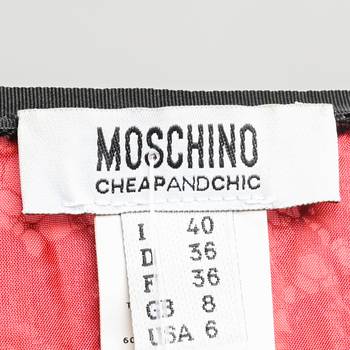 MOSCHINO
CHEAPANDCHIC
I 40
D 36
F 36
GB 8
USA 6